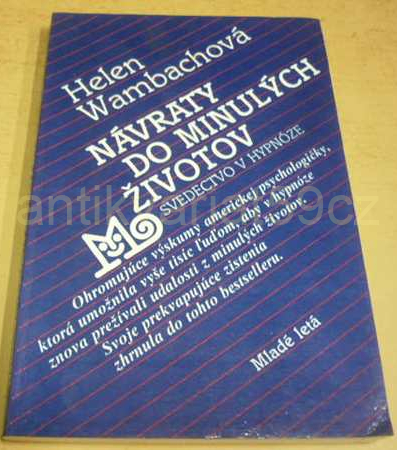 Helen
Wambachová
NÁVRATY
DO MINULÝCH
ŽIVOTOV
SVEDECTVO V HYPNÓZE
Ohromujúce výskumy americkej psychologičky,
ktorá umožnila vyše tisíc ľuďom, aby v hypnóze
znova prežívali udalosti z minulých životov.
Svoje prekvapujúce zistenia
zhrnula do tohto bestselleru.
Mladé letá